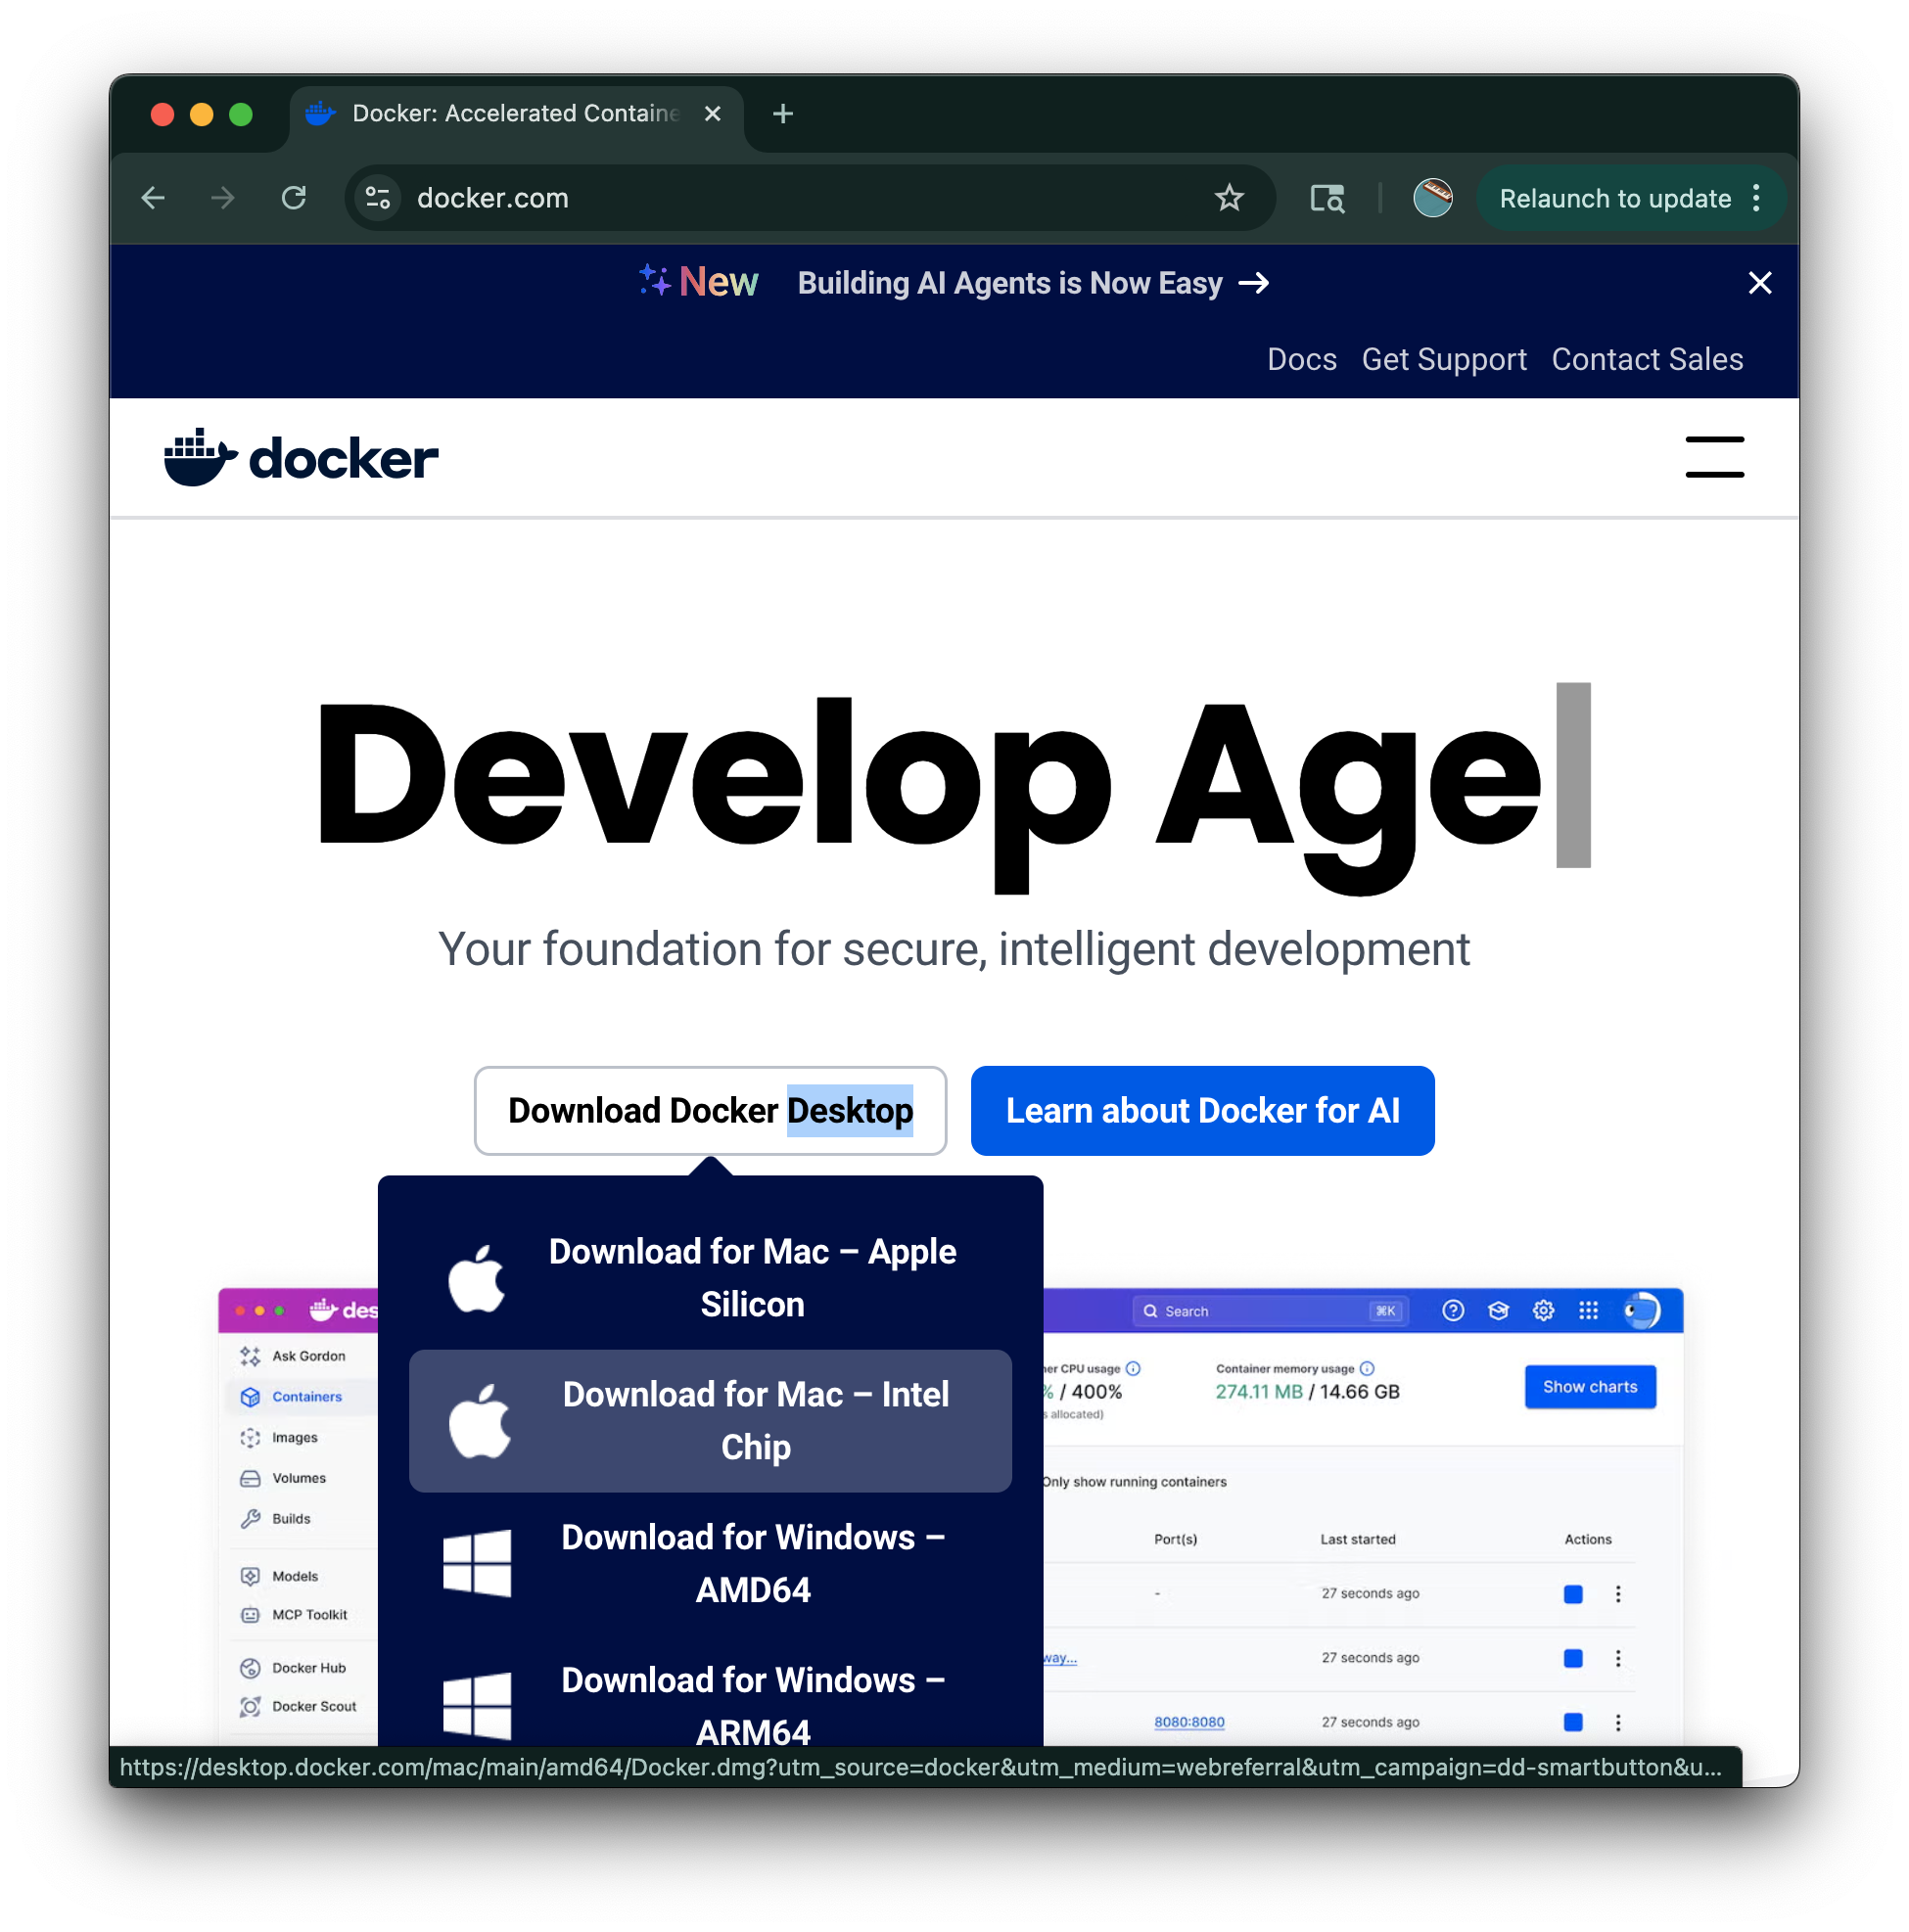 Docker: Accelerated Containe
docker.com
Relaunch to update
New Building AI Agents is Now Easy →
Docs Get Support Contact Sales
docker
Develop Age
Your foundation for secure, intelligent development
Download Docker Desktop
Learn about Docker for AI
Download for Mac – Apple
Silicon
Download for Mac – Intel
Chip
Download for Windows –
AMD64
Download for Windows –
ARM64
des
Search ⌘K
Ask Gordon
Containers
Images
Volumes
Builds
Models
MCP Toolkit
Docker Hub
Docker Scout
ner CPU usage
% / 400%
s allocated)
Container memory usage
274.11 MB / 14.66 GB
Show charts
Only show running containers
Port(s) Last started Actions
- 27 seconds ago
way... 27 seconds ago
8080:8080 27 seconds ago
https://desktop.docker.com/mac/main/amd64/Docker.dmg?utm_source=docker&utm_medium=webreferral&utm_campaign=dd-smartbutton&u...